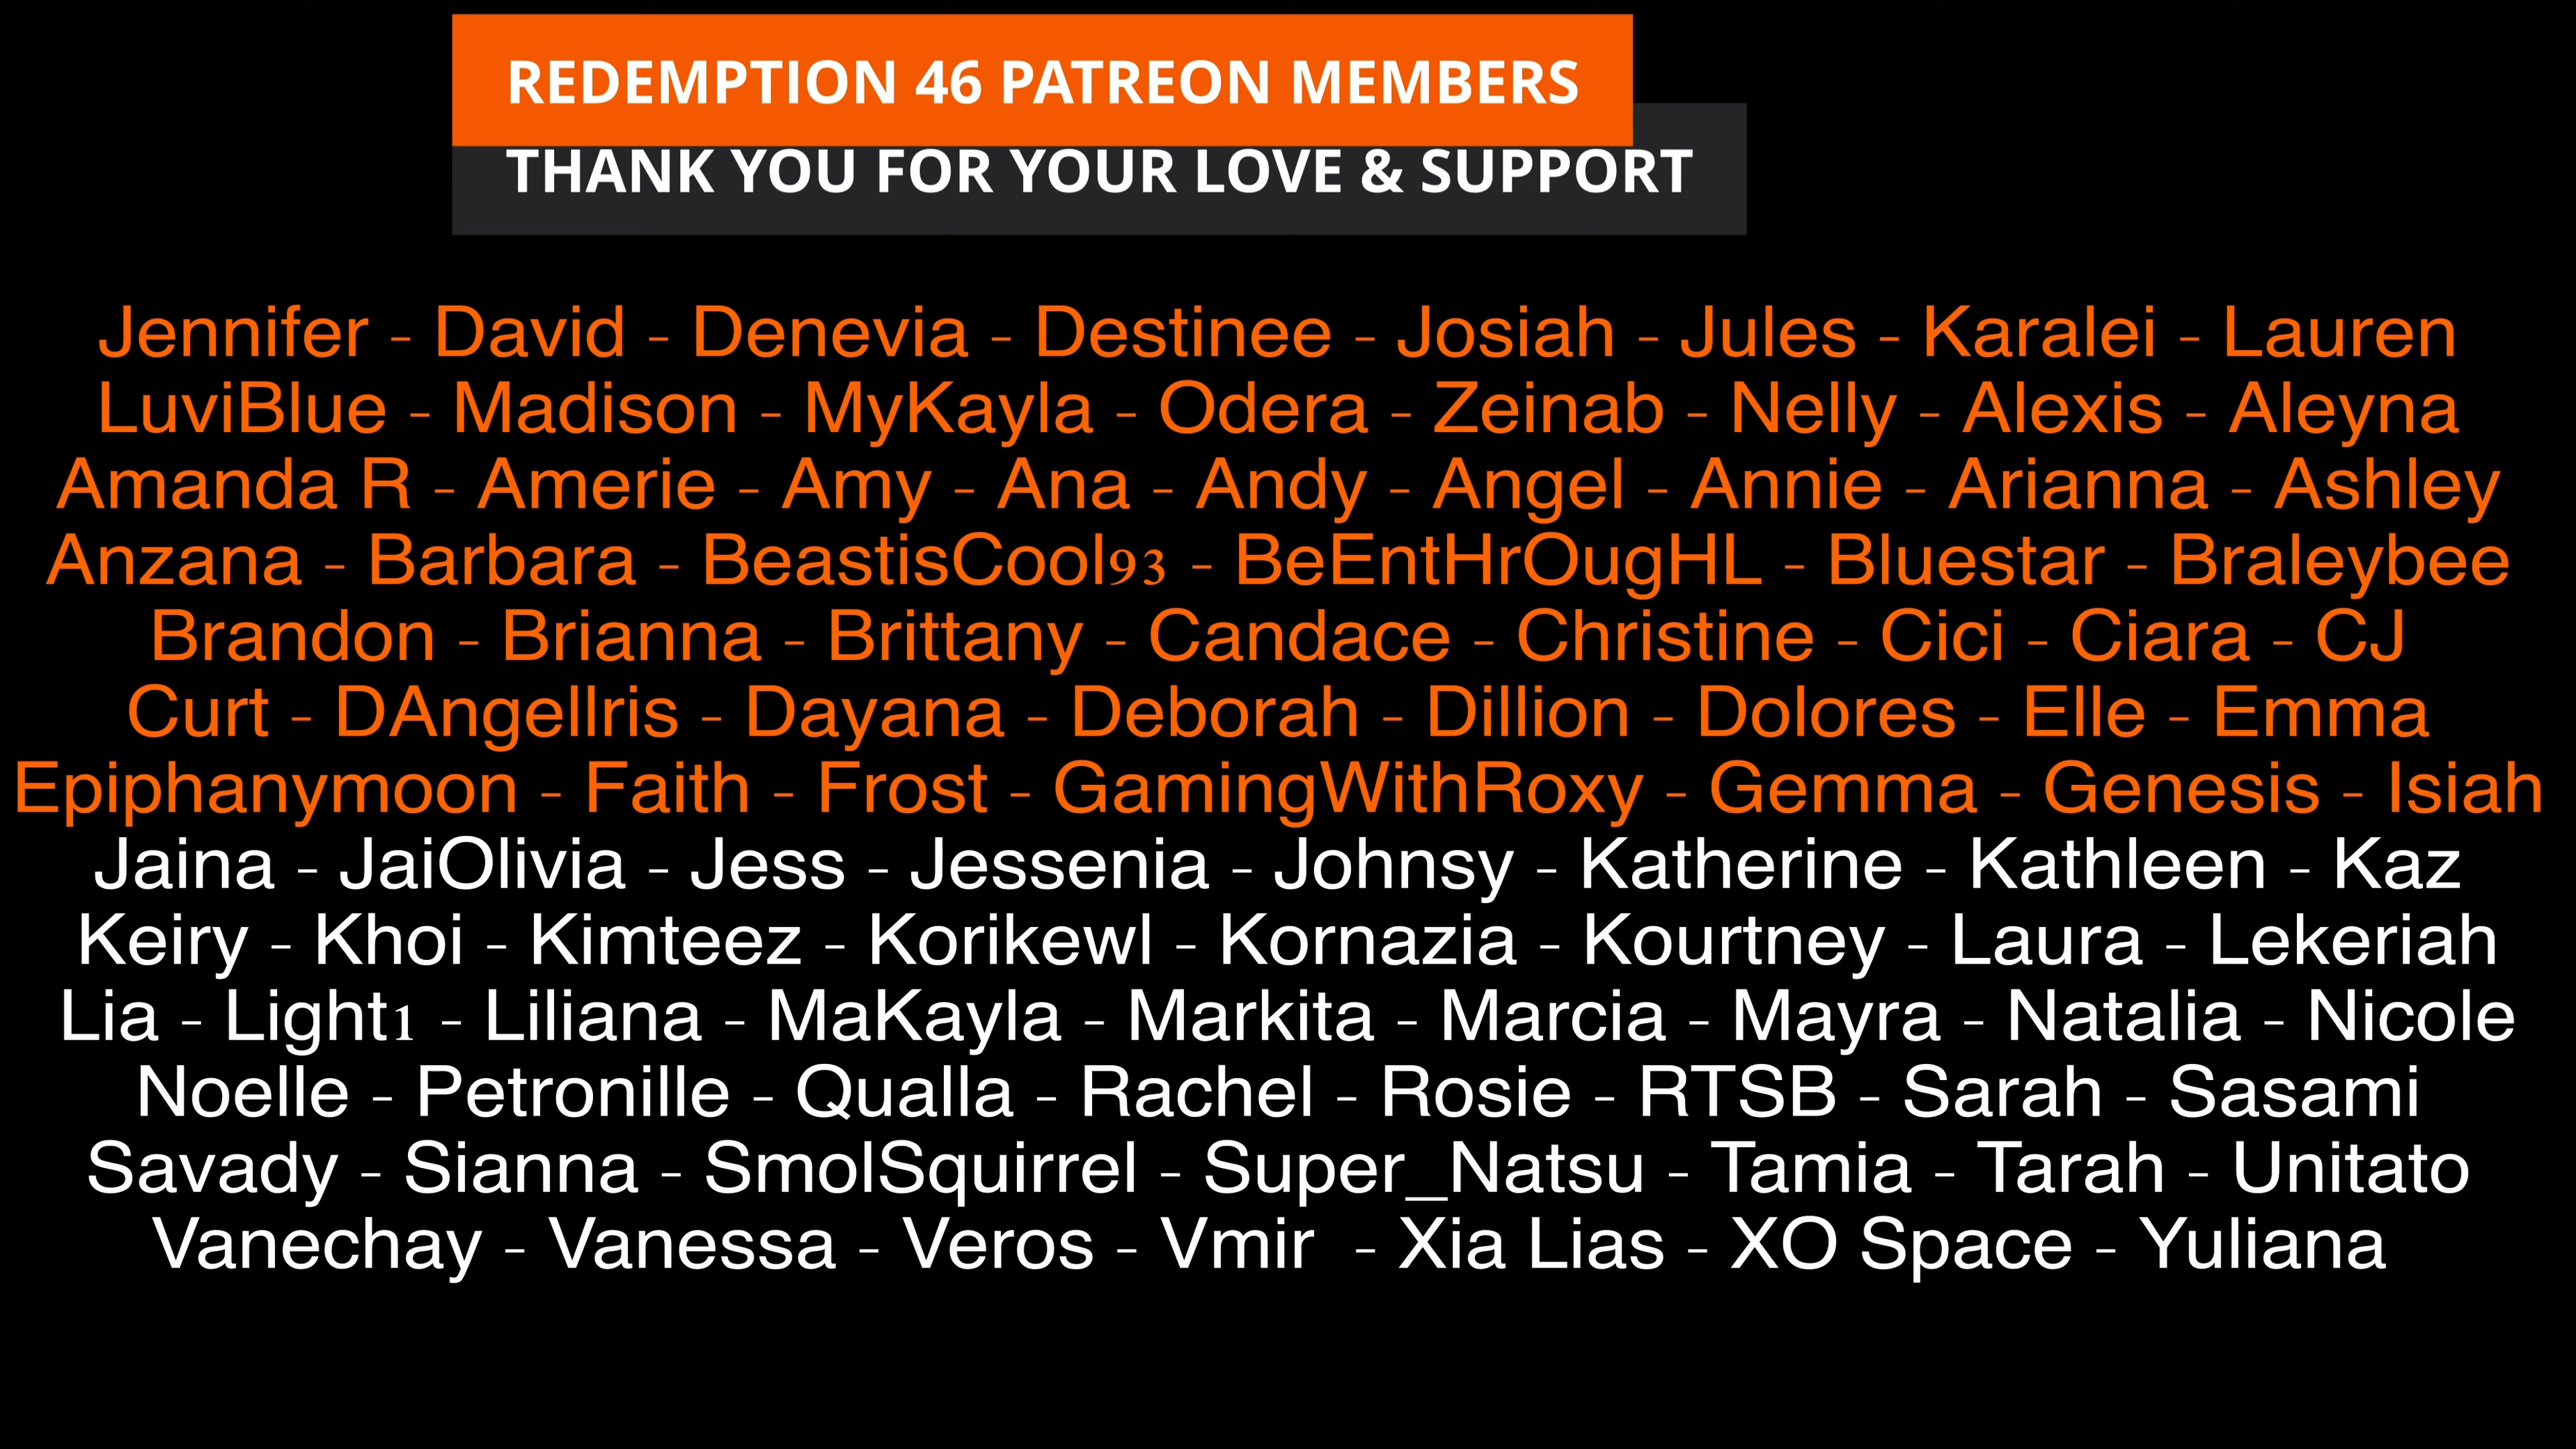 REDEMPTION 46 PATREON MEMBERS
THANK YOU FOR YOUR LOVE & SUPPORT
Jennifer - David - Denevia - Destinee - Josiah - Jules - Karalei - Lauren
LuviBlue - Madison - MyKayla - Odera - Zeinab - Nelly - Alexis - Aleyna
Amanda R - Amerie - Amy - Ana - Andy - Angel - Annie - Arianna - Ashley
Anzana - Barbara - BeastisCool93 - BeEntHrOugHL - Bluestar - Braleybee
Brandon - Brianna - Brittany - Candace - Christine - Cici - Ciara - CJ
Curt - DAngelIris - Dayana - Deborah - Dillion - Dolores - Elle - Emma
Epiphanymoon - Faith - Frost - GamingWithRoxy - Gemma - Genesis - Isiah
Jaina - JaiOlivia - Jess - Jessenia - Johnsy - Katherine - Kathleen - Kaz
Keiry - Khoi - Kimteez - Korikewl - Kornazia - Kourtney - Laura - Lekeriah
Lia - Light1 - Liliana - MaKayla - Markita - Marcia - Mayra - Natalia - Nicole
Noelle - Petronille - Qualla - Rachel - Rosie - RTSB - Sarah - Sasami
Savady - Sianna - SmolSquirrel - Super_Natsu - Tamia - Tarah - Unitato
Vanechay - Vanessa - Veros - Vmir  - Xia Lias - XO Space - Yuliana